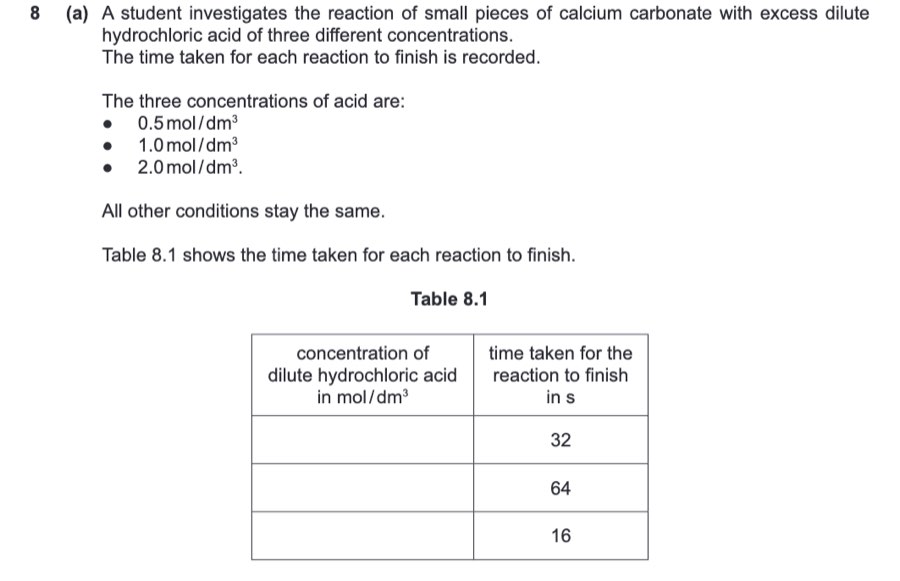 8 (a) A student investigates the reaction of small pieces of calcium carbonate with excess dilute
hydrochloric acid of three different concentrations.
The time taken for each reaction to finish is recorded.
The three concentrations of acid are:
• 0.5 mol/dm³
• 1.0 mol/dm³
• 2.0 mol/dm³.
All other conditions stay the same.
Table 8.1 shows the time taken for each reaction to finish.
Table 8.1
concentration of
dilute hydrochloric acid
in mol/dm³
time taken for the
reaction to finish
in s
32
64
16